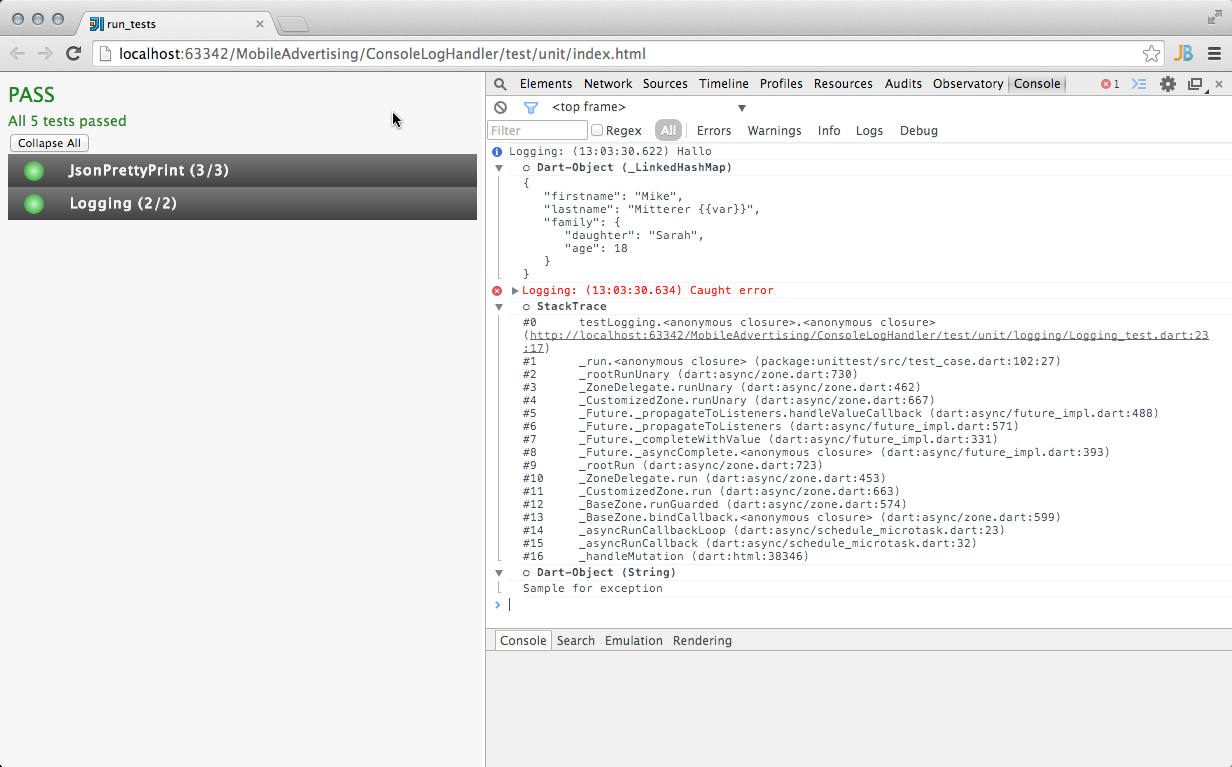 run_tests
localhost:63342/MobileAdvertising/ConsoleLogHandler/test/unit/index.html
JB
PASS
All 5 tests passed
Collapse All
JsonPrettyPrint (3/3)
Logging (2/2)
Elements Network Sources Timeline Profiles Resources Audits Observatory Console 1
<top frame>
Filter Regex All Errors Warnings Info Logs Debug
Logging: (13:03:30.622) Hallo
○ Dart-Object (_LinkedHashMap)
{
"firstname": "Mike",
"lastname": "Mitterer {{var}}",
"family": {
"daughter": "Sarah",
"age": 18
}
}
Logging: (13:03:30.634) Caught error
○ StackTrace
#0 testLogging.<anonymous closure>.<anonymous closure>
(http://localhost:63342/MobileAdvertising/ConsoleLogHandler/test/unit/logging/Logging_test.dart:23
:17)
#1 _run.<anonymous closure> (package:unittest/src/test_case.dart:102:27)
#2 _rootRunUnary (dart:async/zone.dart:730)
#3 _ZoneDelegate.runUnary (dart:async/zone.dart:462)
#4 _CustomizedZone.runUnary (dart:async/zone.dart:667)
#5 _Future._propagateToListeners.handleValueCallback (dart:async/future_impl.dart:488)
#6 _Future._propagateToListeners (dart:async/future_impl.dart:571)
#7 _Future._completeWithValue (dart:async/future_impl.dart:331)
#8 _Future._asyncComplete.<anonymous closure> (dart:async/future_impl.dart:393)
#9 _rootRun (dart:async/zone.dart:723)
#10 _ZoneDelegate.run (dart:async/zone.dart:453)
#11 _CustomizedZone.run (dart:async/zone.dart:663)
#12 _BaseZone.runGuarded (dart:async/zone.dart:574)
#13 _BaseZone.bindCallback.<anonymous closure> (dart:async/zone.dart:599)
#14 _asyncRunCallbackLoop (dart:async/schedule_microtask.dart:23)
#15 _asyncRunCallback (dart:async/schedule_microtask.dart:32)
#16 _handleMutation (dart:html:38346)
○ Dart-Object (String)
Sample for exception
Console Search Emulation Rendering